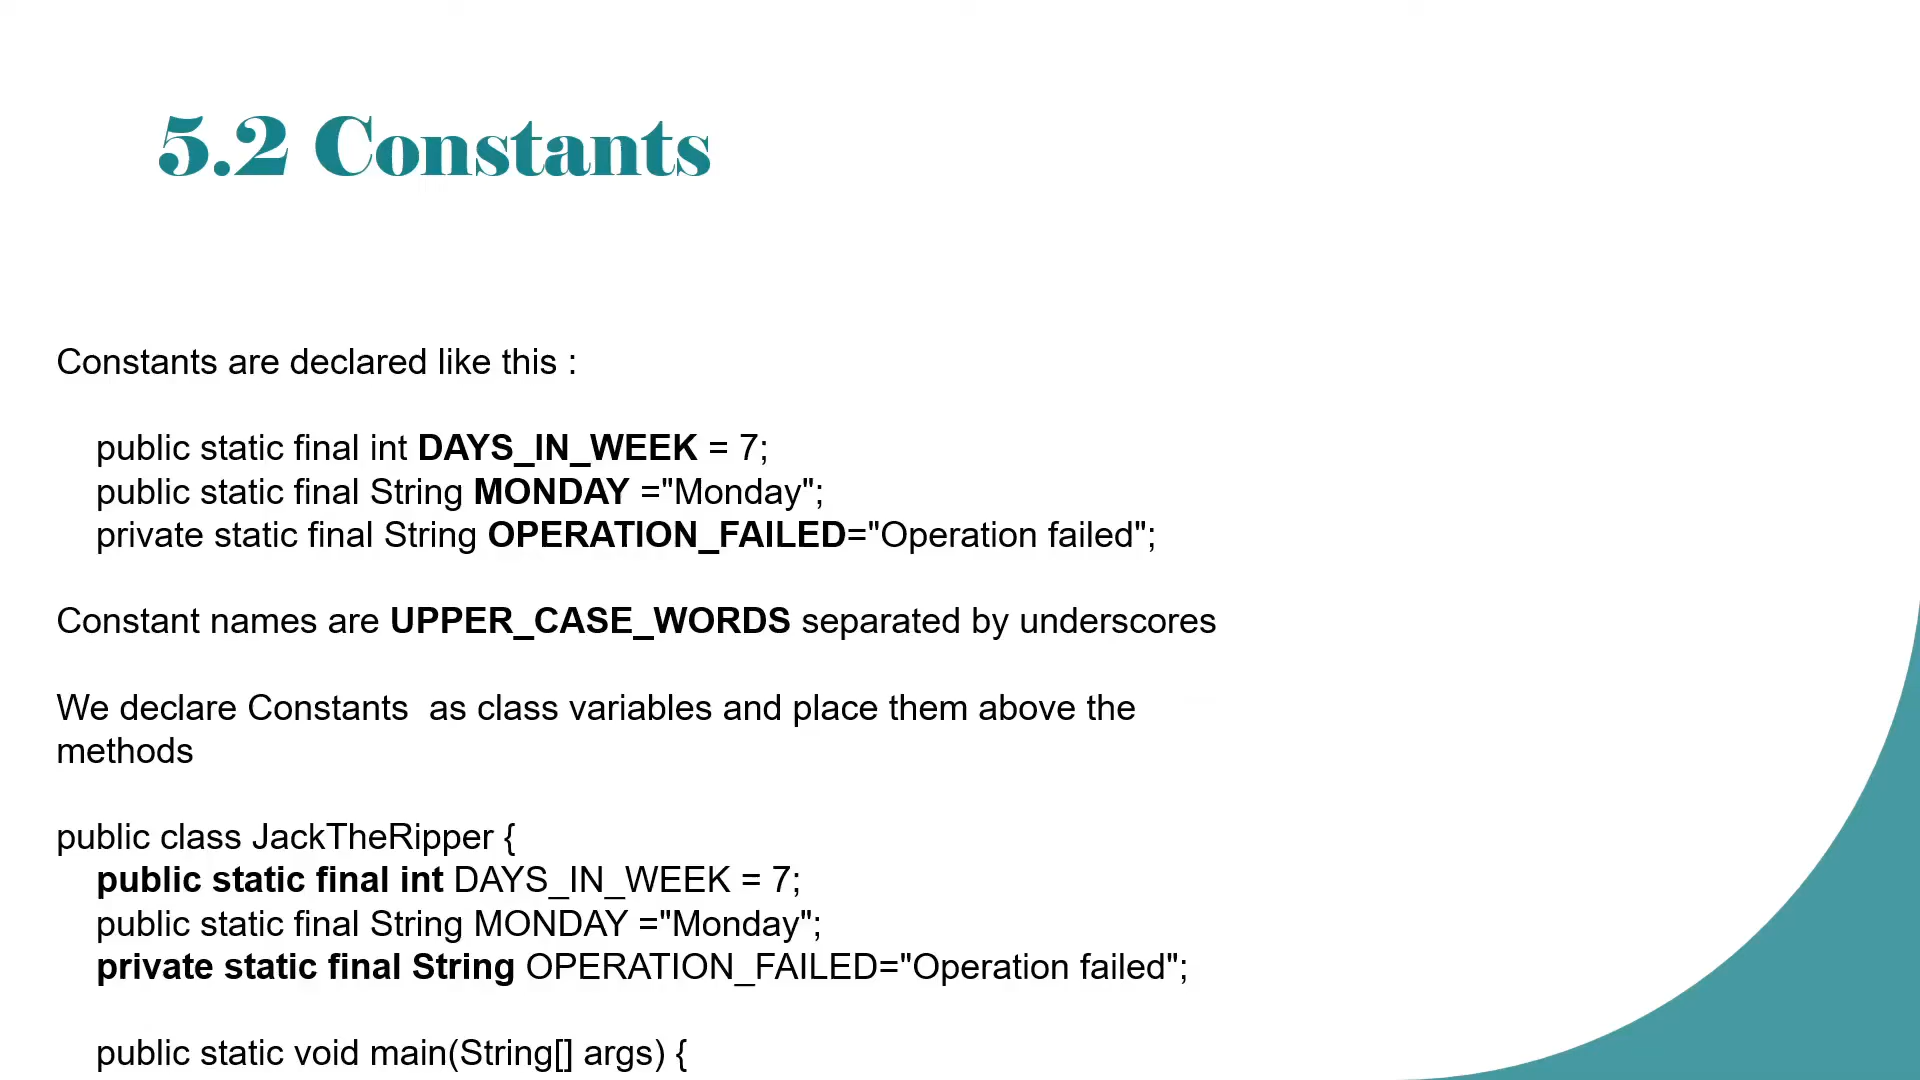 5.2 Constants
Constants are declared like this :
public static final int DAYS_IN_WEEK = 7;
public static final String MONDAY ="Monday";
private static final String OPERATION_FAILED="Operation failed";
Constant names are UPPER_CASE_WORDS separated by underscores
We declare Constants  as class variables and place them above the
methods
public class JackTheRipper {
public static final int DAYS_IN_WEEK = 7;
public static final String MONDAY ="Monday";
private static final String OPERATION_FAILED="Operation failed";
public static void main(String[] args) {